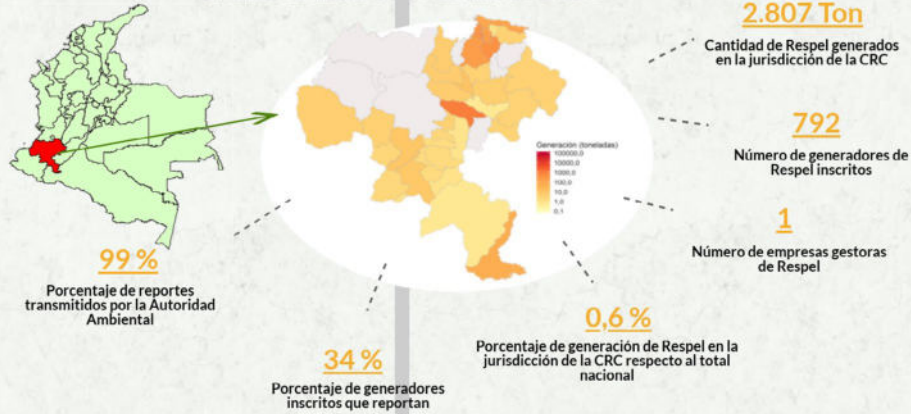 2.807 Ton
Cantidad de Respel generados
en la jurisdicción de la CRC
792
Número de generadores de
Respel inscritos
Generación (toneladas)
100000,0
10000,0
1000,0
100,0
10,0
1,0
0,1
1
Número de empresas gestoras
de Respel
99 %
Porcentaje de reportes
transmitidos por la Autoridad
Ambiental
0,6 %
Porcentaje de generación de Respel en la
jurisdicción de la CRC respecto al total
nacional
34 %
Porcentaje de generadores
inscritos que reportan